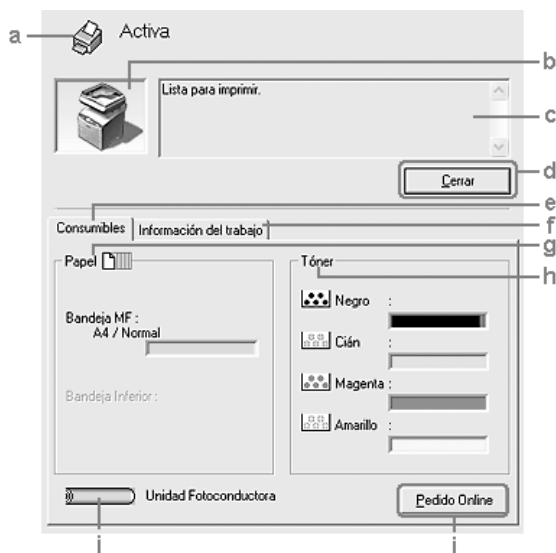 a
Activa
b
Lista para imprimir.
c
d
Cerrar
e
Consumibles
Información del trabajo
f
g
Papel
Tóner
h
Negro :
Bandeja MF :
A4 / Normal
Cián :
Magenta :
Bandeja Inferior :
Amarillo :
Unidad Fotoconductora
Pedido Online
i
j